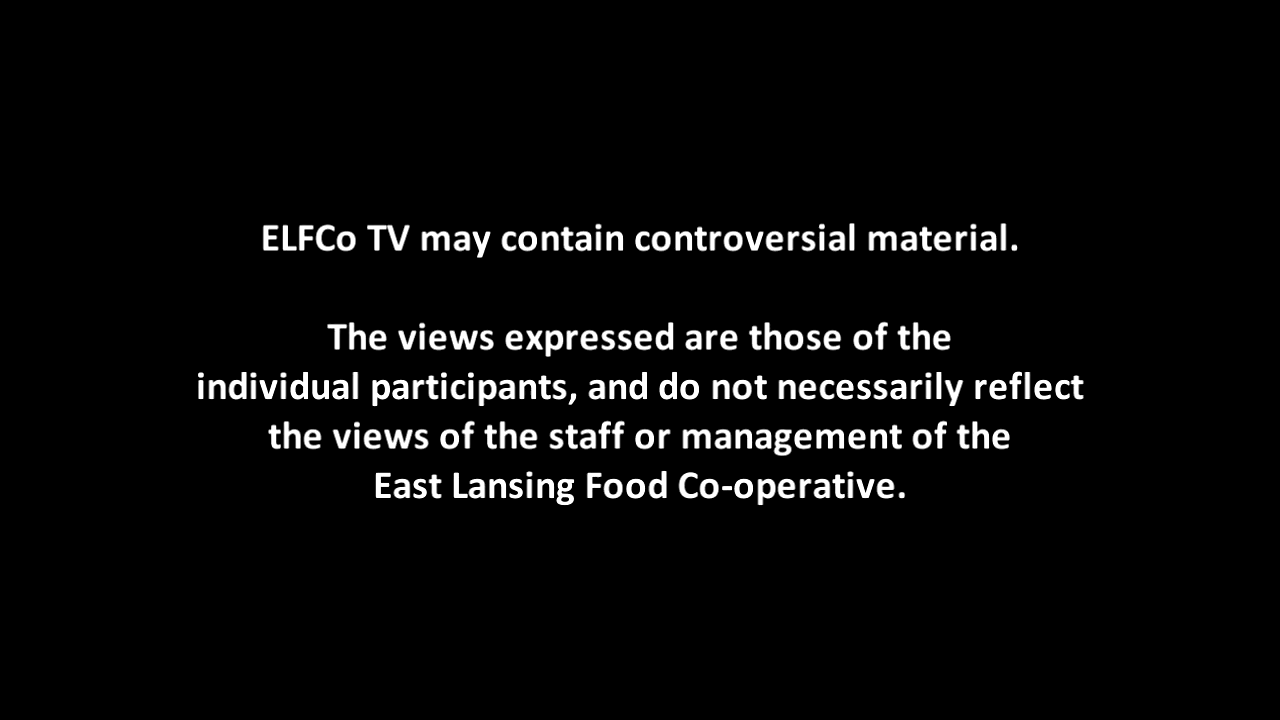 ELFCo TV may contain controversial material.
The views expressed are those of the
individual participants, and do not necessarily reflect
the views of the staff or management of the
East Lansing Food Co-operative.